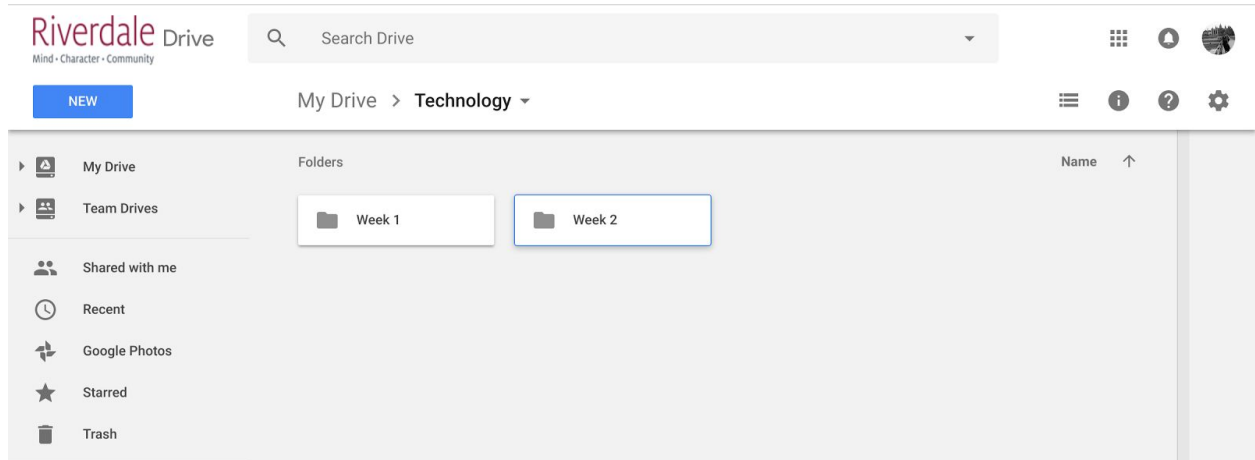 Riverdale Drive
Mind • Character • Community
Search Drive
NEW
My Drive > Technology
My Drive
Team Drives
Shared with me
Recent
Google Photos
Starred
Trash
Folders
Name
Week 1
Week 2